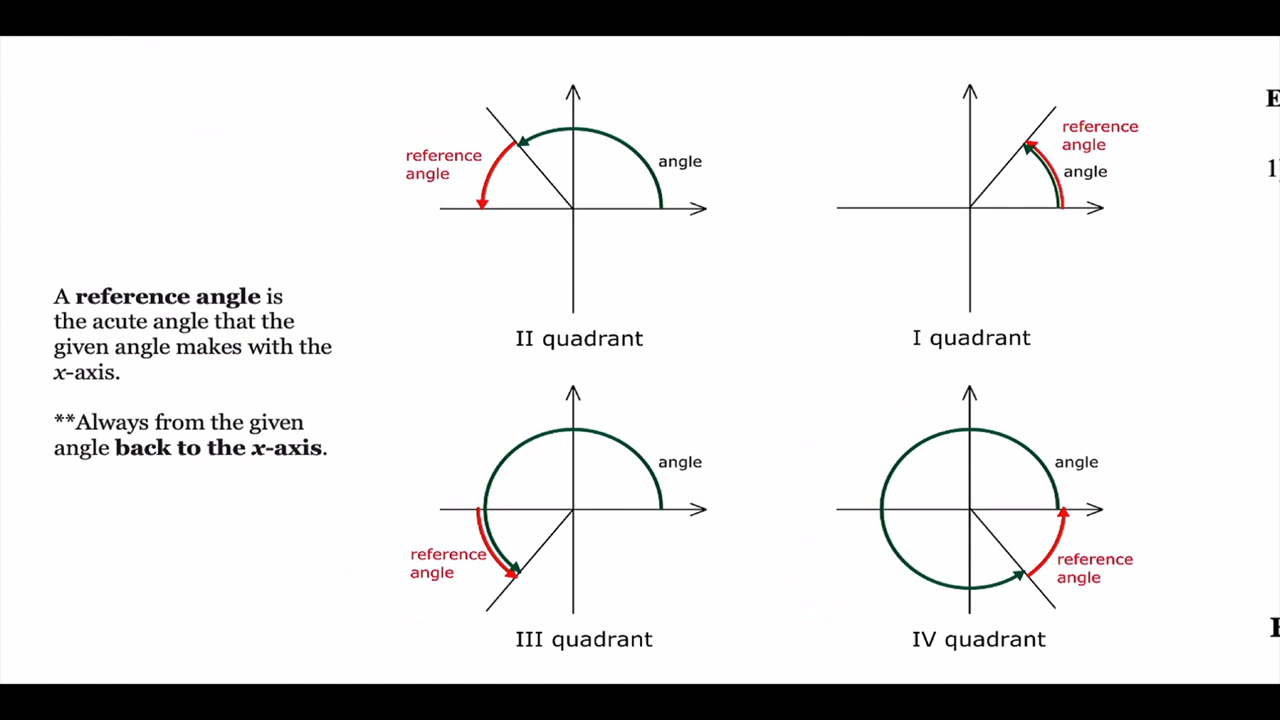 A reference angle is
the acute angle that the
given angle makes with the
x-axis.
**Always from the given
angle back to the x-axis.
reference
angle
angle
II quadrant
reference
angle
angle
I quadrant
angle
reference
angle
III quadrant
angle
reference
angle
IV quadrant
E
1)